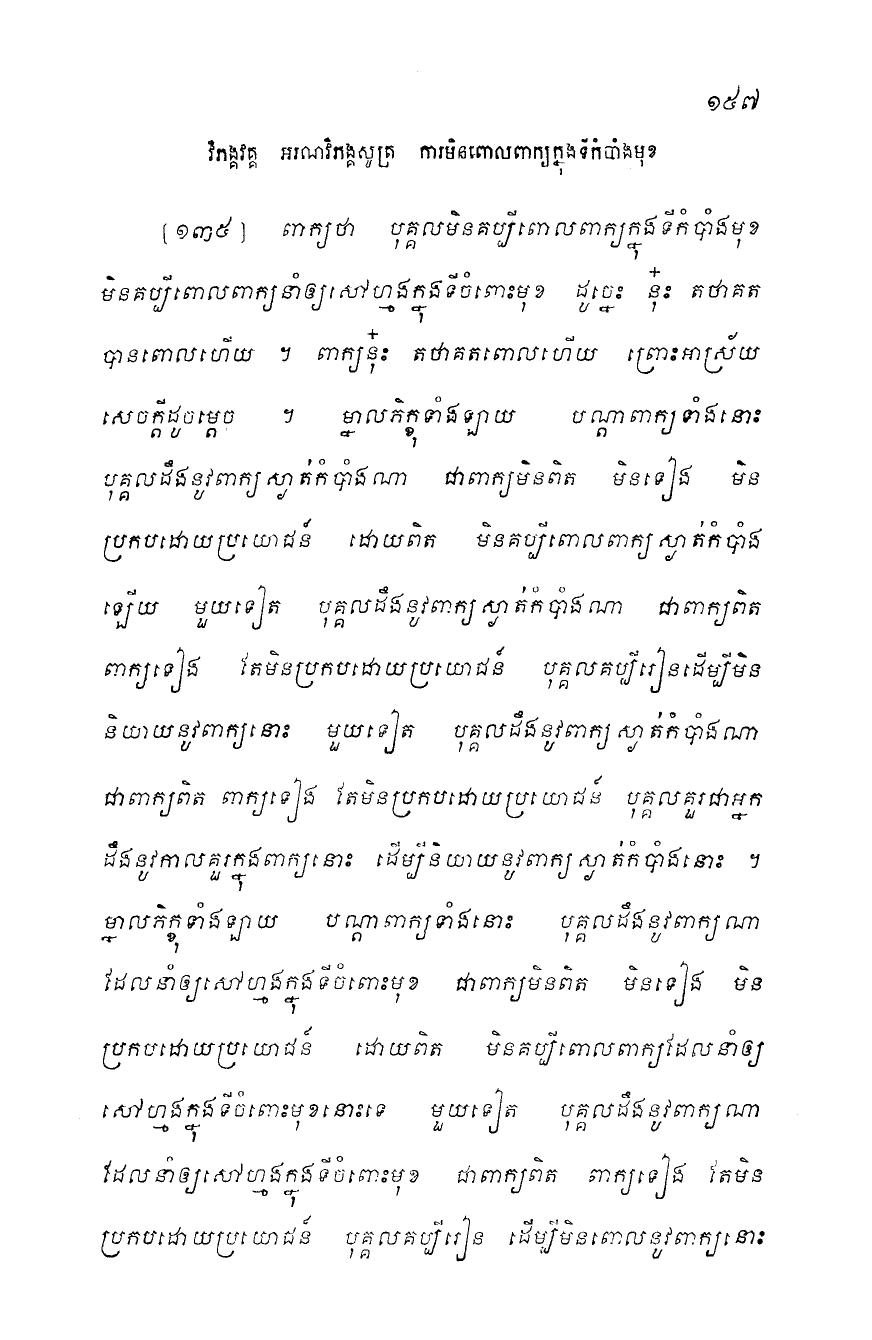 ១៥៧
វិភង្គវគ្គ អរណវិភង្គសូត្រ ការមិនពោលពាក្យក្នុងទីកំបាំងមុខ
[១៣៥] ពាក្យថា បុគ្គលមិនគប្បីពោលពាក្យក្នុងទីកំបាំងមុខ
មិនគប្បីពោលពាក្យនាំឲ្យសៅហ្មងក្នុងទីចំពោះមុខ ដូច្នេះ នុ៎ះ តថាគត
បានពោលហើយ ។ ពាក្យនុ៎ះ តថាគតពោលហើយ ព្រោះអាស្រ័យ
សេចក្តីដូចម្តេច ។ ម្នាលភិក្ខុទាំងឡាយ បណ្តាពាក្យទាំងនោះ
បុគ្គលដឹងនូវពាក្យស្ងាត់កំបាំងណា ជាពាក្យមិនពិត មិនទៀង មិន
ប្រកបដោយប្រយោជន៍ ដោយពិត មិនគប្បីពោលពាក្យស្ងាត់កំបាំង
ឡើយ មួយទៀត បុគ្គលដឹងនូវពាក្យស្ងាត់កំបាំងណា ជាពាក្យពិត
ពាក្យទៀង តែមិនប្រកបដោយប្រយោជន៍ បុគ្គលគប្បីរៀនដើម្បីមិន
និយាយនូវពាក្យនោះ មួយទៀត បុគ្គលដឹងនូវពាក្យស្ងាត់កំបាំងណា
ជាពាក្យពិត ពាក្យទៀង តែមិនប្រកបដោយប្រយោជន៍ បុគ្គលគួរជាអ្នក
ដឹងនូវកាលគួរក្នុងពាក្យនោះ ដើម្បីនិយាយនូវពាក្យស្ងាត់កំបាំងនោះ ។
ម្នាលភិក្ខុទាំងឡាយ បណ្តាពាក្យទាំងនោះ បុគ្គលដឹងនូវពាក្យណា
ដែលនាំឲ្យសៅហ្មងក្នុងទីចំពោះមុខ ជាពាក្យមិនពិត មិនទៀង មិន
ប្រកបដោយប្រយោជន៍ ដោយពិត មិនគប្បីពោលពាក្យដែលនាំឲ្យ
សៅហ្មងក្នុងទីចំពោះមុខនោះទេ មួយទៀត បុគ្គលដឹងនូវពាក្យណា
ដែលនាំឲ្យសៅហ្មងក្នុងទីចំពោះមុខ ជាពាក្យពិត ពាក្យទៀង តែមិន
ប្រកបដោយប្រយោជន៍ បុគ្គលគប្បីរៀន ដើម្បីមិនពោលនូវពាក្យនោះ